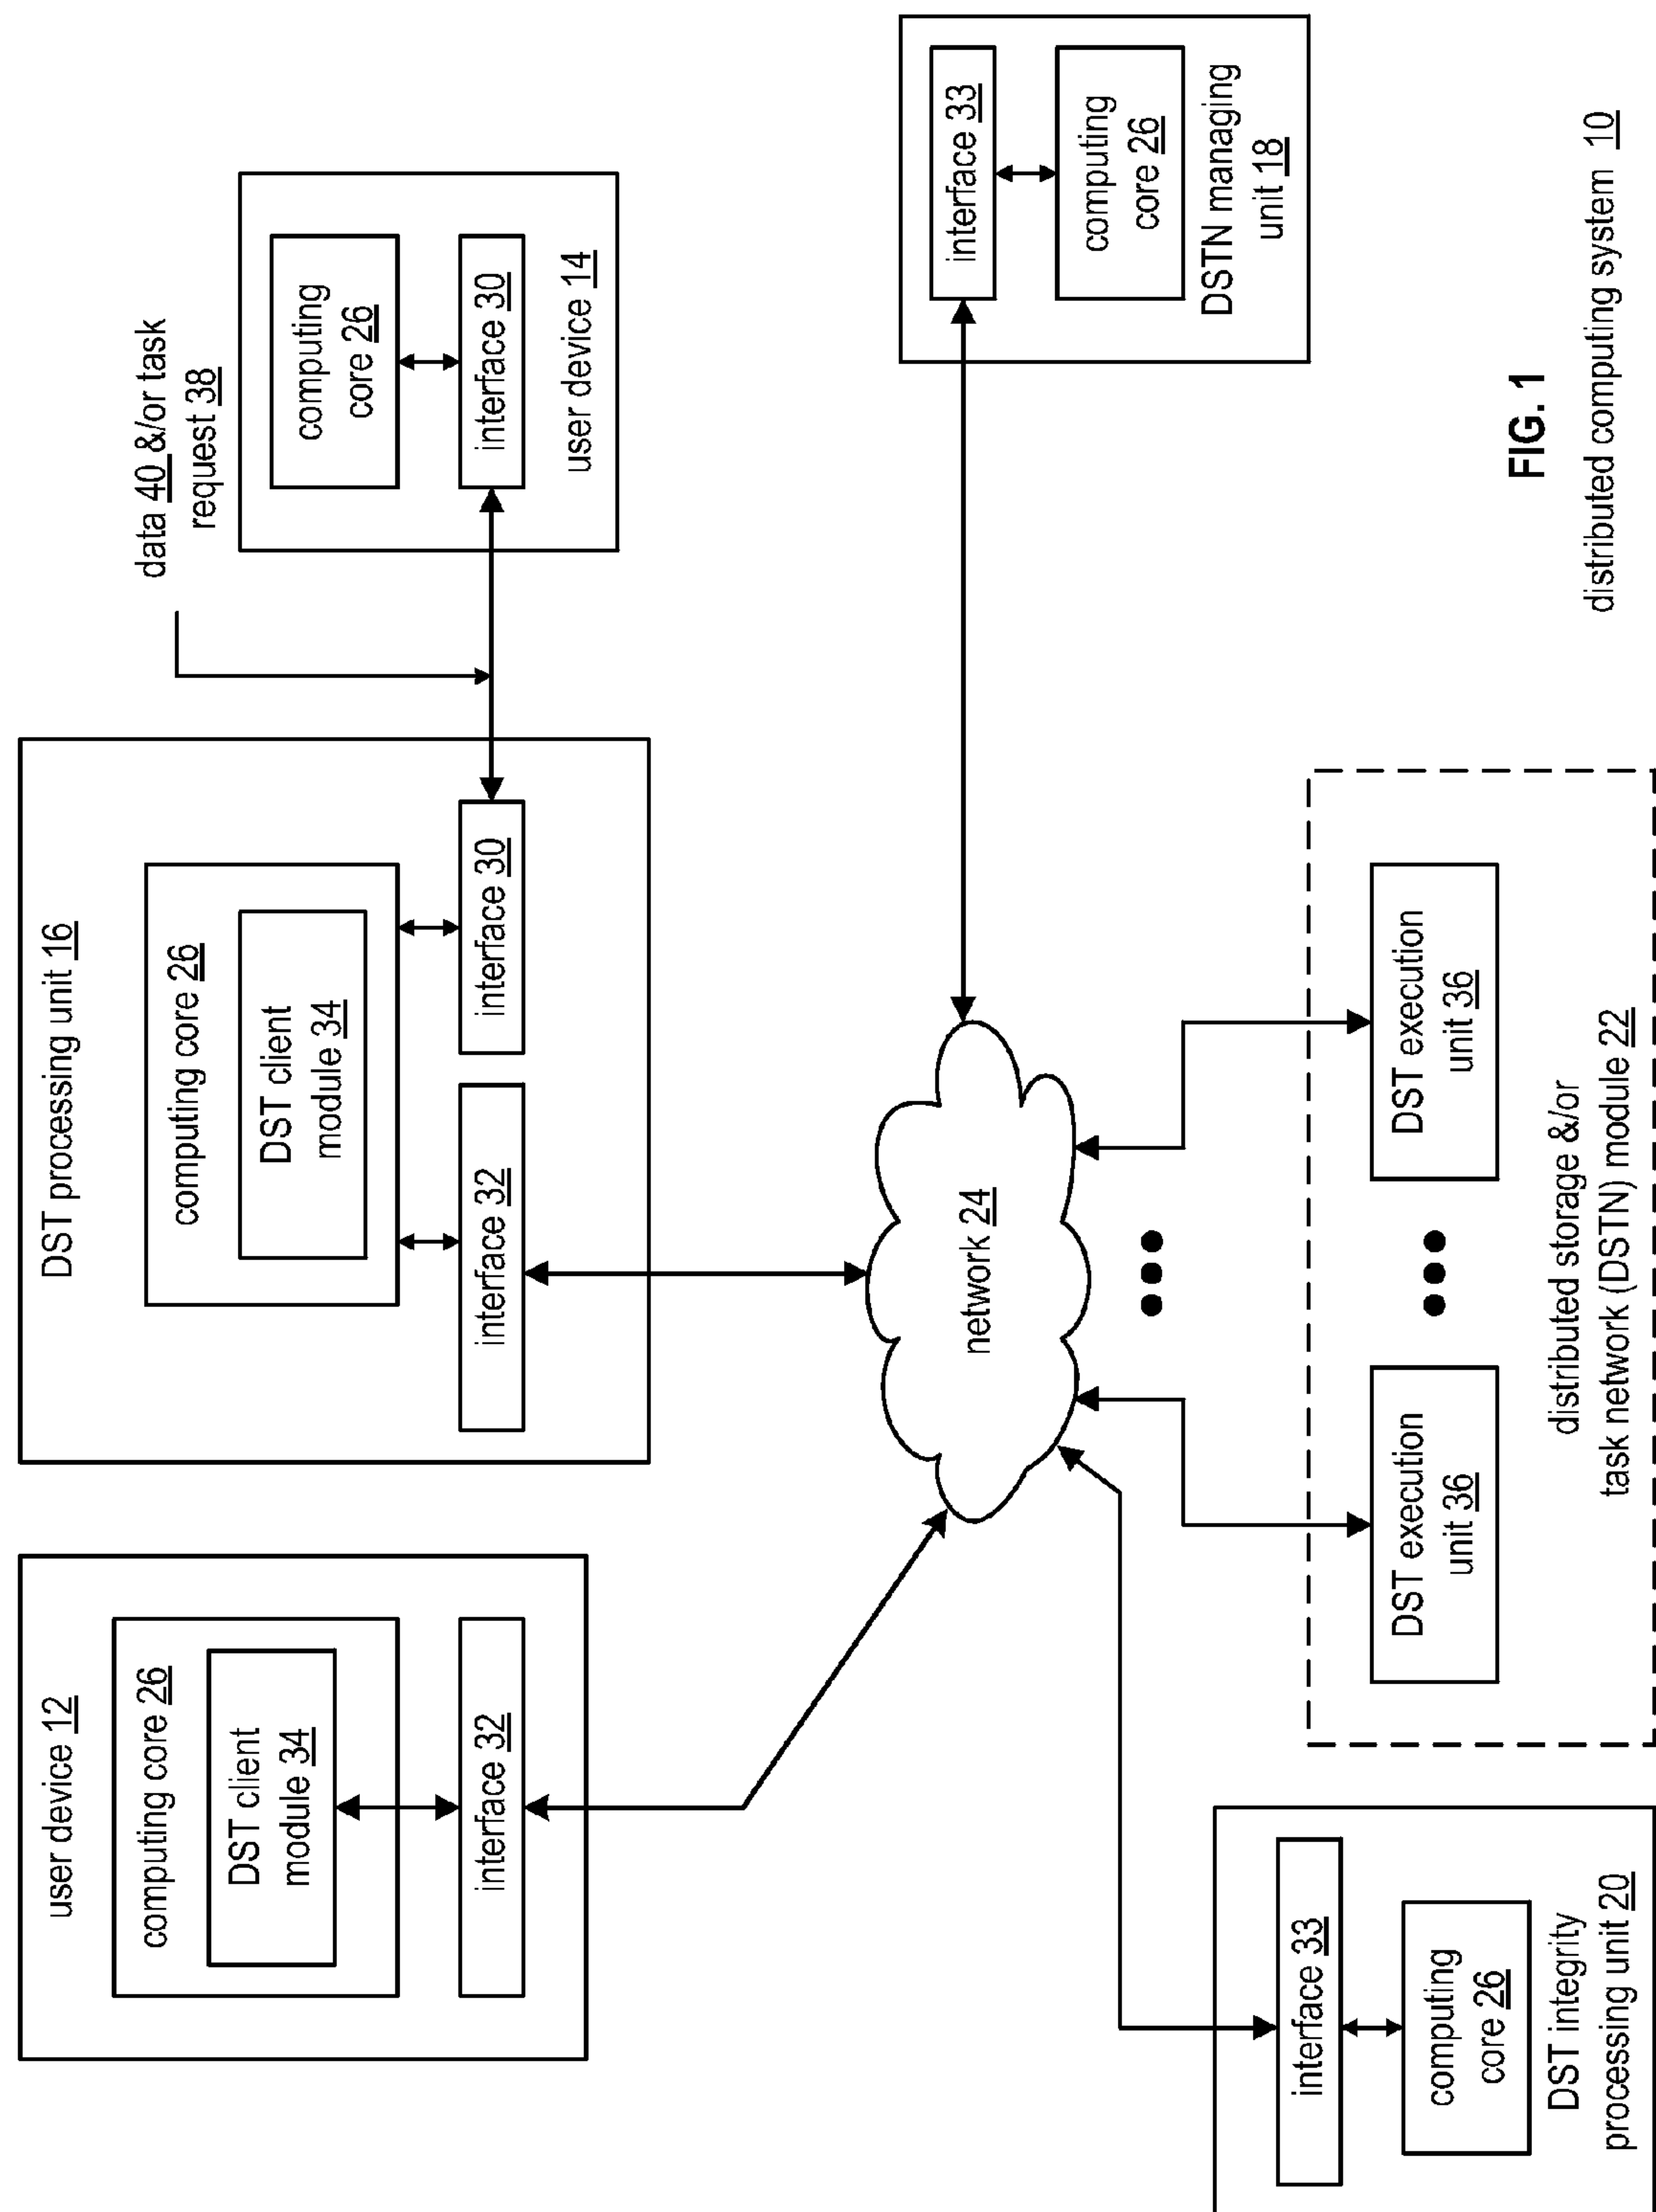 user device 12
computing core 26
DST client
module 34
interface 32
DST processing unit 16
computing core 26
DST client
module 34
interface 32
interface 30
data 40 &/or task
request 38
computing
core 26
interface 30
user device 14
network 24
interface 33
computing
core 26
DSTN managing
unit 18
interface 33
computing
core 26
DST integrity
processing unit 20
DST execution
unit 36
DST execution
unit 36
distributed storage &/or
task network (DSTN) module 22
FIG. 1
distributed computing system 10